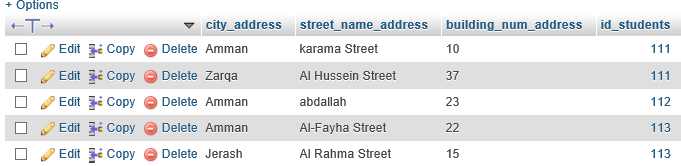 + Options
city_address street_name_address building_num_address id_students
Edit Copy Delete Amman karama Street 10 111
Edit Copy Delete Zarqa Al Hussein Street 37 111
Edit Copy Delete Amman abdallah 23 112
Edit Copy Delete Amman Al-Fayha Street 22 113
Edit Copy Delete Jerash Al Rahma Street 15 113